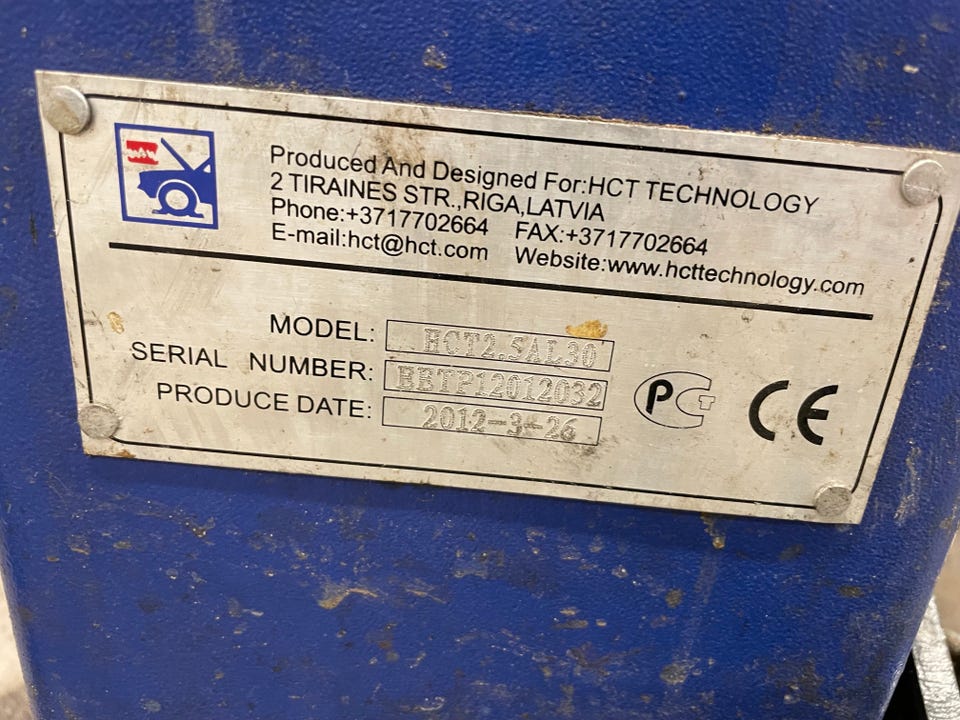 Produced And Designed For:HCT TECHNOLOGY
2 TIRAINES STR.,RIGA,LATVIA
Phone:+3717702664 FAX:+3717702664
E-mail:hct@hct.com Website:www.hcttechnology.com
MODEL: HCT2.5AL30
SERIAL NUMBER: BBTP12012032
PRODUCE DATE: 2012-3-26
PCT CE